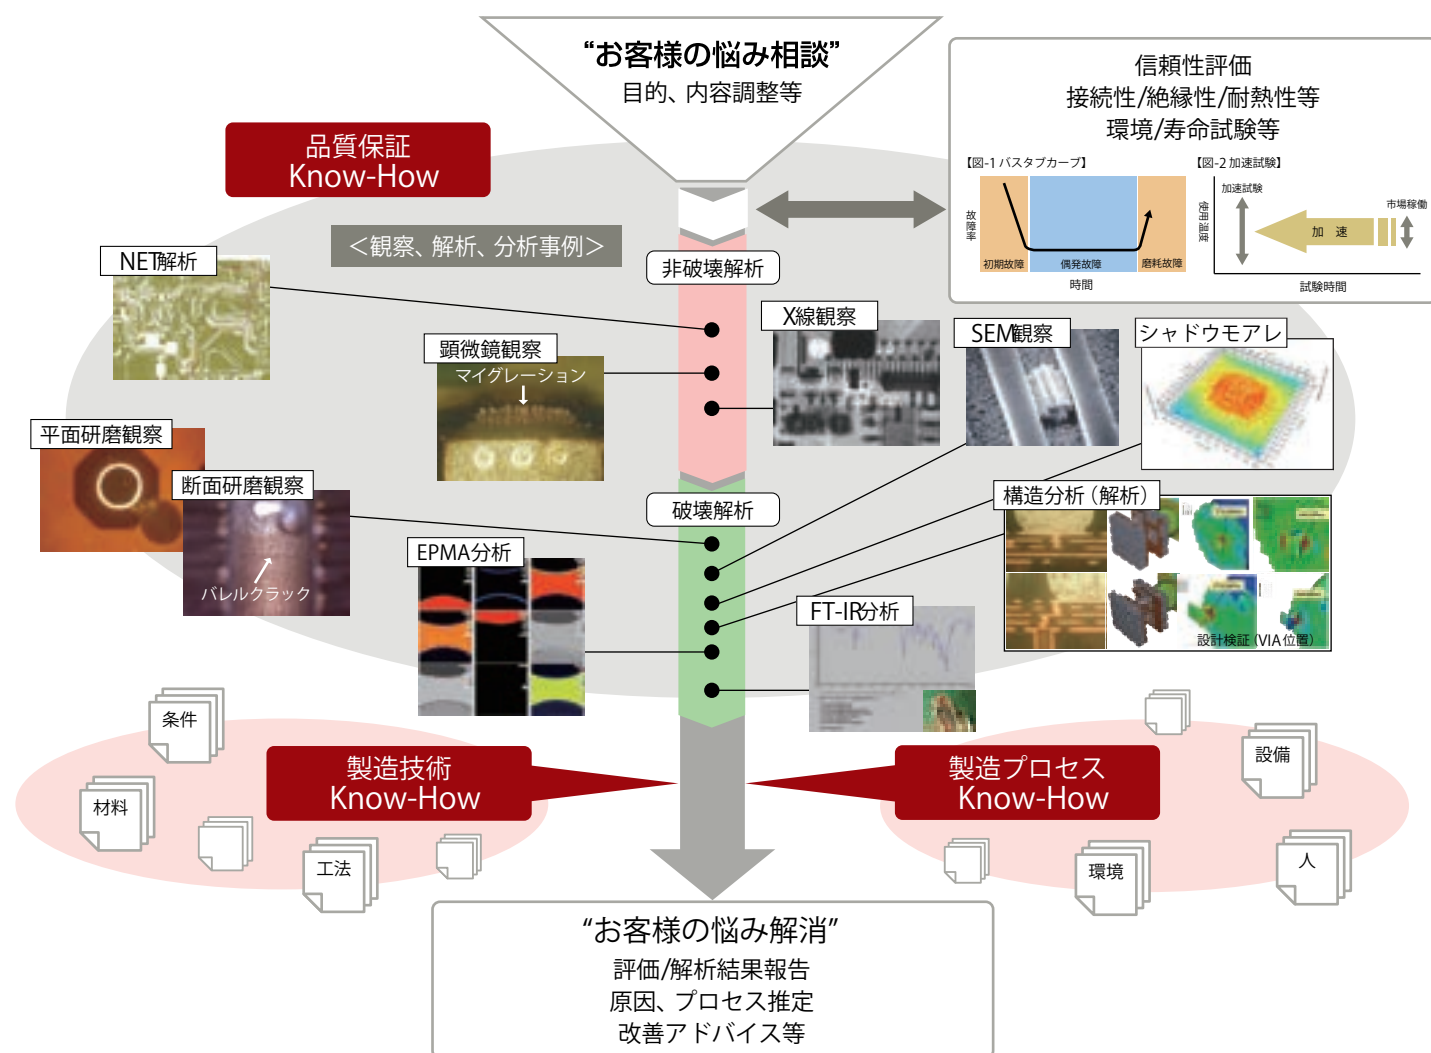 “お客様の悩み相談”
目的、内容調整等
信頼性評価
接続性/絶縁性/耐熱性等
環境/寿命試験等
【図-1 バスタブカーブ】
故障率
初期故障
偶発故障
磨耗故障
時間
【図-2 加速試験】
使用温度
加速試験
加 速
市場稼働
試験時間
品質保証
Know-How
＜観察、解析、分析事例＞
非破壊解析
NET解析
顕微鏡観察
マイグレーション
X線観察
SEM観察
シャドウモアレ
平面研磨観察
断面研磨観察
バレルクラック
破壊解析
EPMA分析
FT-IR分析
構造分析（解析）
設計検証（VIA位置）
条件
材料
工法
製造技術
Know-How
製造プロセス
Know-How
設備
環境
人
“お客様の悩み解消”
評価/解析結果報告
原因、プロセス推定
改善アドバイス等